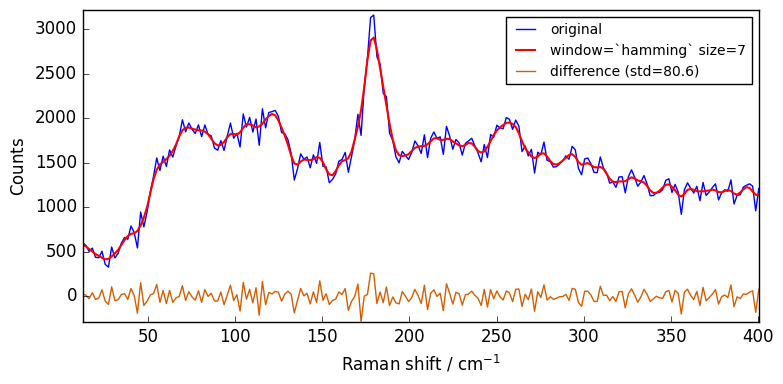 3000
2500
2000
1500
1000
500
0
Counts
original
window=`hamming` size=7
difference (std=80.6)
50 100 150 200 250 300 350 400
Raman shift / cm⁻¹